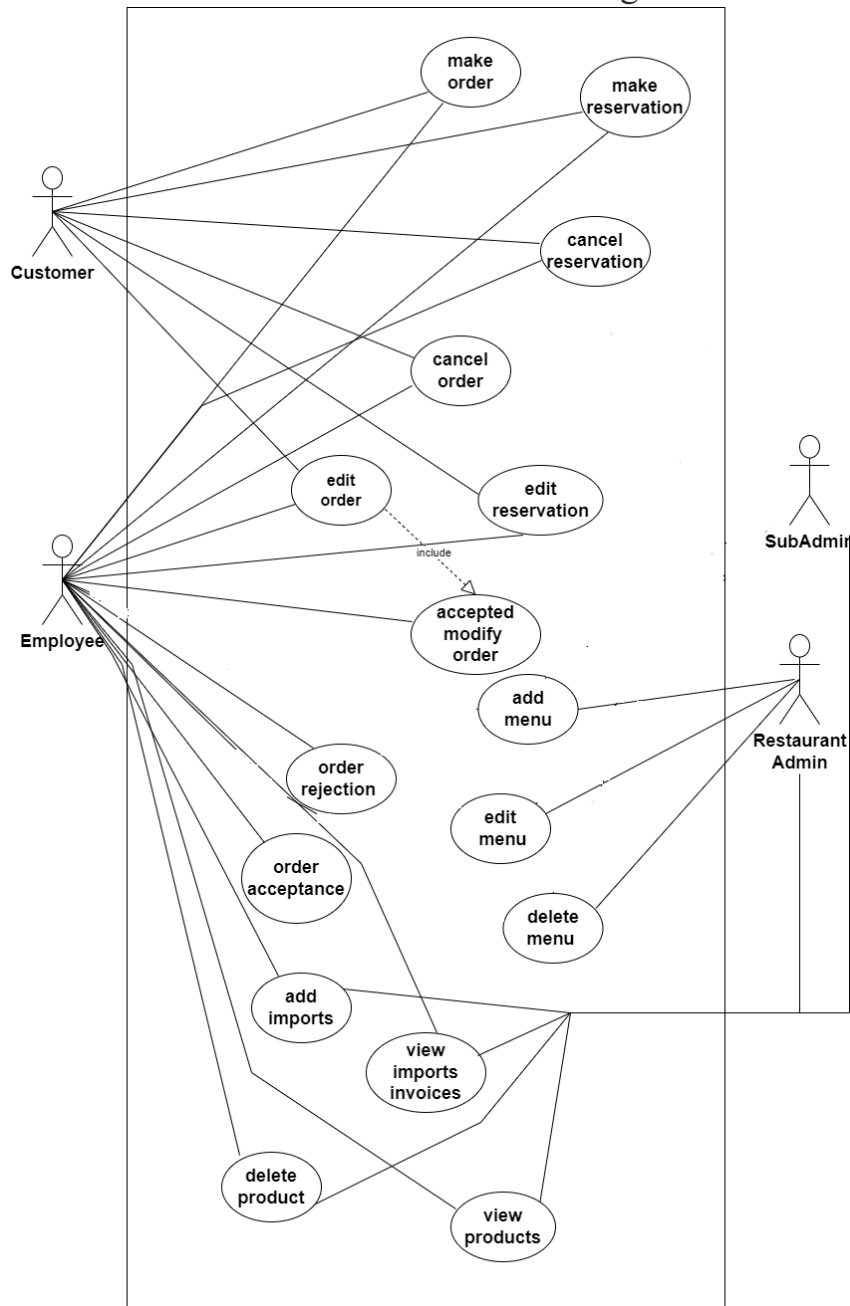 make
order
make
reservation
Customer
cancel
reservation
cancel
order
edit
order
edit
reservation
include
SubAdmin
Employee
accepted
modify
order
add
menu
Restaurant
Admin
order
rejection
edit
menu
order
acceptance
delete
menu
add
imports
view
imports
invoices
delete
product
view
products